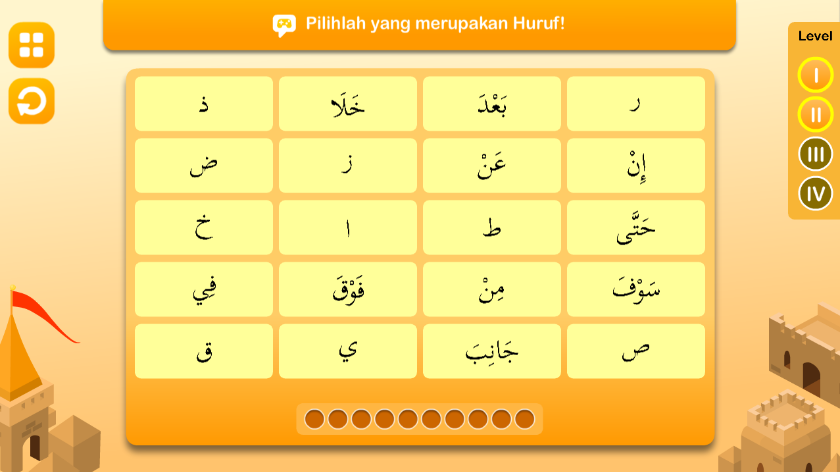 Pilihlah yang merupakan Huruf!
Level
I
II
III
IV
ر بَعْدَ خَلَا ذ
إِنْ عَنْ ز ض
حَتَّى ط ا خ
سَوْفَ مِنْ فَوْقَ فِي
ص جَانِبَ ي ق